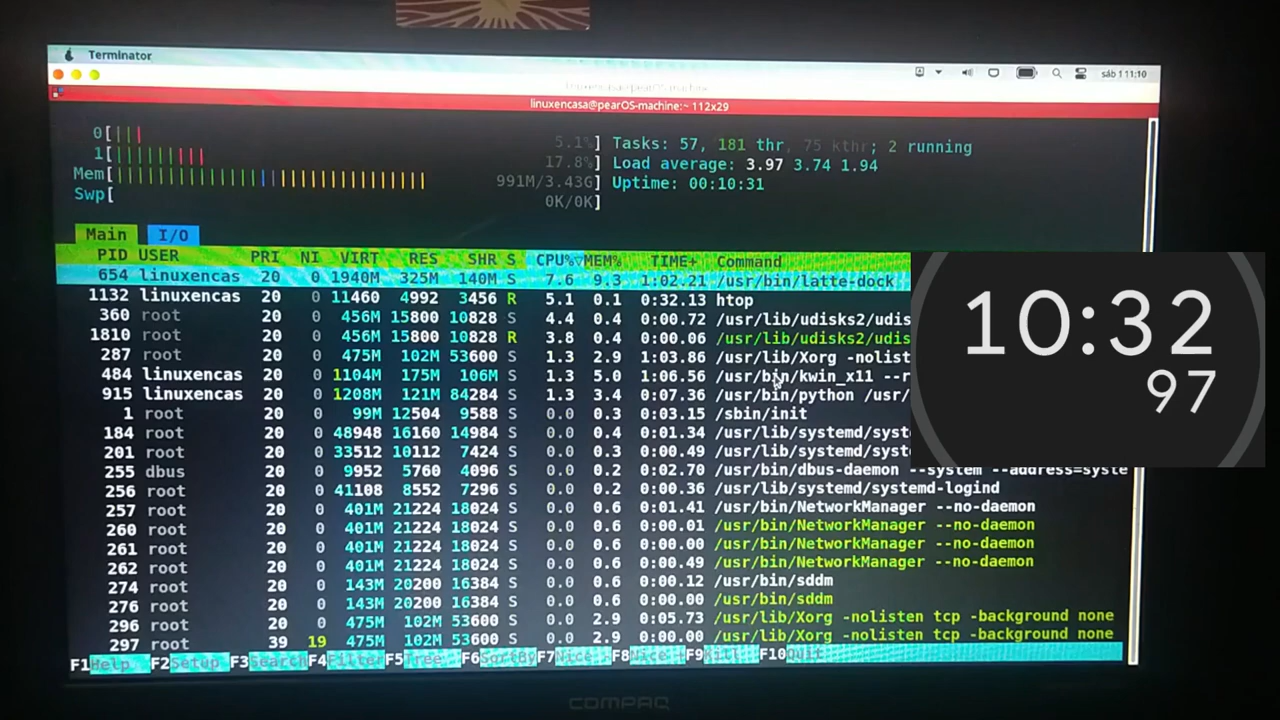 Terminator
sáb 1 11:10
linuxencasa@pearOS-machine:~ 112x29
0[||| 5.1%] Tasks: 57, 181 thr, 75 kthr; 2 running
1[ 17.8%] Load average: 3.97 3.74 1.94
Mem[ 991M/3.43G] Uptime: 00:10:31
Swp[ 0K/0K]
Main I/O
PID USER PRI NI VIRT RES SHR S CPU%▽MEM% TIME+ Command
654 linuxencas 20 0 1940M 325M 140M S 7.6 9.3 1:02.21 /usr/bin/latte-dock
1132 linuxencas 20 0 11460 4992 3456 R 5.1 0.1 0:32.13 htop
360 root 20 0 456M 15800 10828 S 4.4 0.4 0:00.72 /usr/lib/udisks2/udis
1810 root 20 0 456M 15800 10828 R 3.8 0.4 0:00.06 /usr/lib/udisks2/udis
287 root 20 0 475M 102M 53600 S 1.3 2.9 1:03.86 /usr/lib/Xorg -nolist
484 linuxencas 20 0 1104M 175M 106M S 1.3 5.0 1:06.56 /usr/bin/kwin_x11 --r
915 linuxencas 20 0 1208M 121M 84284 S 1.3 3.4 0:07.36 /usr/bin/python /usr/
1 root 20 0 99M 12504 9588 S 0.0 0.3 0:03.15 /sbin/init
184 root 20 0 48948 16160 14984 S 0.0 0.4 0:01.34 /usr/lib/systemd/syst
201 root 20 0 33512 10112 7424 S 0.0 0.3 0:00.49 /usr/lib/systemd/syst
255 dbus 20 0 9952 5760 4096 S 0.0 0.2 0:02.70 /usr/bin/dbus-daemon --system --address=syste
256 root 20 0 41108 8552 7296 S 0.0 0.2 0:00.36 /usr/lib/systemd/systemd-logind
257 root 20 0 401M 21224 18024 S 0.0 0.6 0:01.41 /usr/bin/NetworkManager --no-daemon
260 root 20 0 401M 21224 18024 S 0.0 0.6 0:00.01 /usr/bin/NetworkManager --no-daemon
261 root 20 0 401M 21224 18024 S 0.0 0.6 0:00.00 /usr/bin/NetworkManager --no-daemon
262 root 20 0 401M 21224 18024 S 0.0 0.6 0:00.49 /usr/bin/NetworkManager --no-daemon
274 root 20 0 143M 20200 16384 S 0.0 0.6 0:00.12 /usr/bin/sddm
276 root 20 0 143M 20200 16384 S 0.0 0.6 0:00.00 /usr/bin/sddm
296 root 20 0 475M 102M 53600 S 0.0 2.9 0:05.73 /usr/lib/Xorg -nolisten tcp -background none
297 root 39 19 475M 102M 53600 S 0.0 2.9 0:00.00 /usr/lib/Xorg -nolisten tcp -background none
F1Help F2Setup F3SearchF4FilterF5Tree F6SortByF7Nice -F8Nice +F9Kill F10Quit
10:32
97
COMPAQ